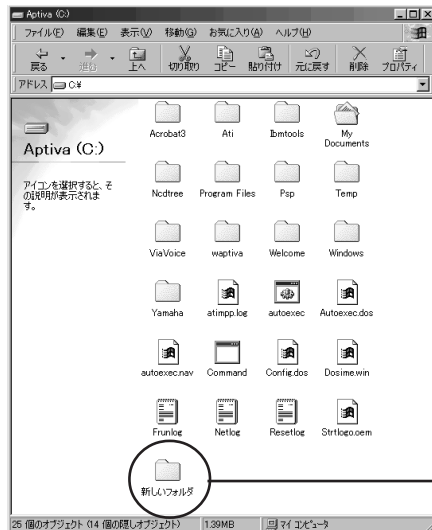 Aptiva (C:)
ファイル(F) 編集(E) 表示(V) 移動(G) お気に入り(A) ヘルプ(H)
戻る 進む 上へ 切り取り コピー 貼り付け 元に戻す 削除 プロパティ
アドレス C:¥
Aptiva (C:)
アイコンを選択すると、そ
の説明が表示されま
す。
Acrobat3 Ati Ibmtools My
Documents
Ncdtree Program Files Psp Temp
ViaVoice waptiva Welcome Windows
Yamaha atimpp.log autoexec Autoexec.dos
autoexec.nav Command Config.dos Dosime.win
Frunlog Netlog Resetlog Strtlogo.oem
新しいフォルダ
25 個のオブジェクト (14 個の隠しオブジェクト) 1.39MB マイ コンピュータ